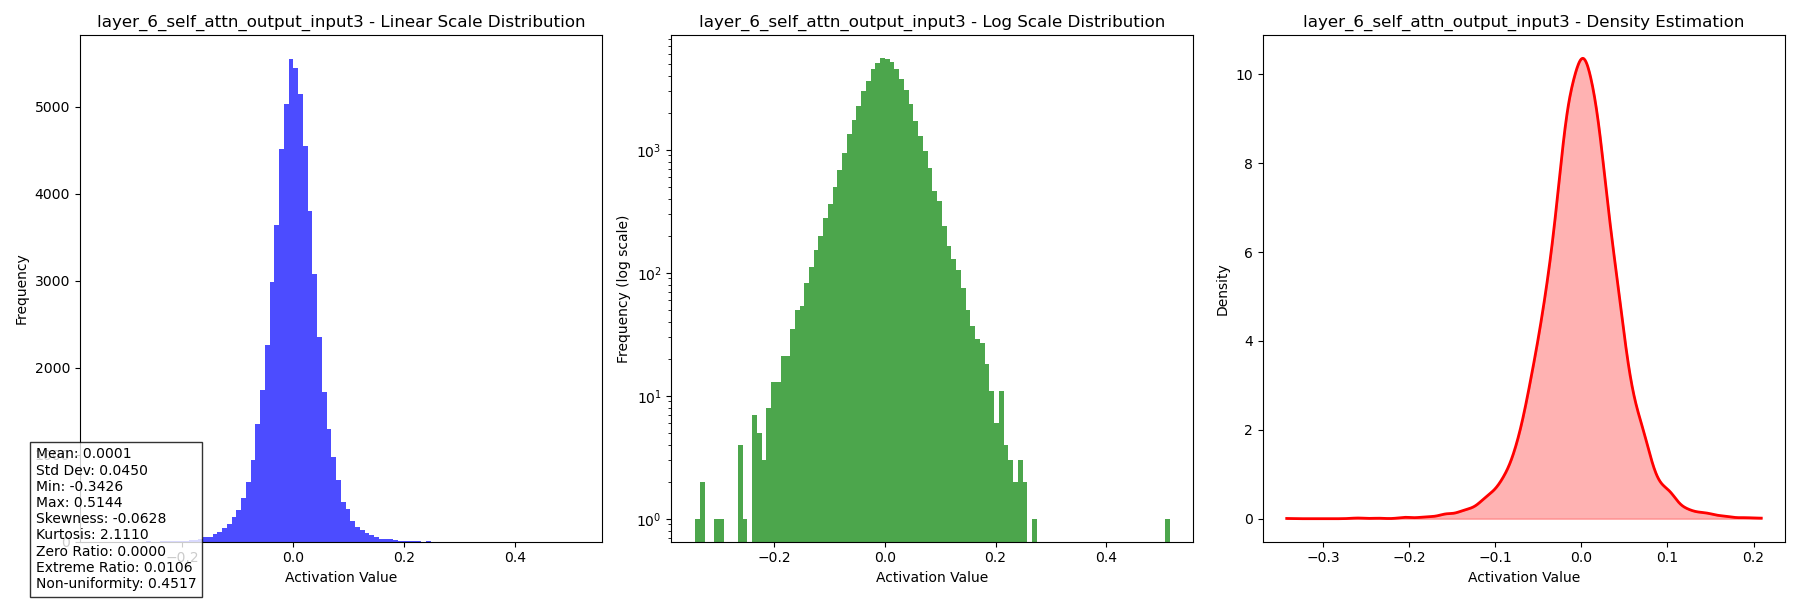 layer_6_self_attn_output_input3 - Linear Scale Distribution
Frequency
5000
4000
3000
2000
0.0
0.2
0.4
−0.2
Activation Value
Mean: 0.0001
Std Dev: 0.0450
Min: -0.3426
Max: 0.5144
Skewness: -0.0628
Kurtosis: 2.1110
Zero Ratio: 0.0000
Extreme Ratio: 0.0106
Non-uniformity: 0.4517
layer_6_self_attn_output_input3 - Log Scale Distribution
Frequency (log scale)
10³
10²
10¹
10⁰
−0.2
0.0
0.2
0.4
Activation Value
layer_6_self_attn_output_input3 - Density Estimation
Density
10
8
6
4
2
0
−0.3
−0.2
−0.1
0.0
0.1
0.2
Activation Value